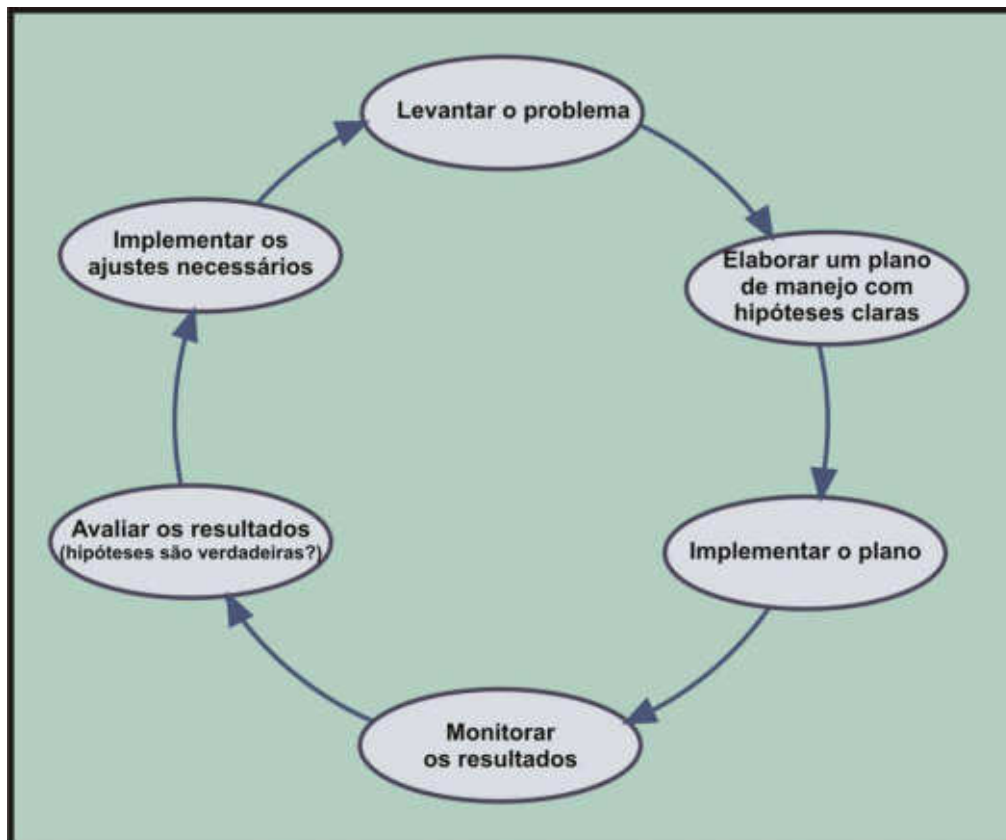 Levantar o problema
Elaborar um plano
de manejo com
hipóteses claras
Implementar o plano
Monitorar
os resultados
Avaliar os resultados
(hipóteses são verdadeiras?)
Implementar os
ajustes necessários